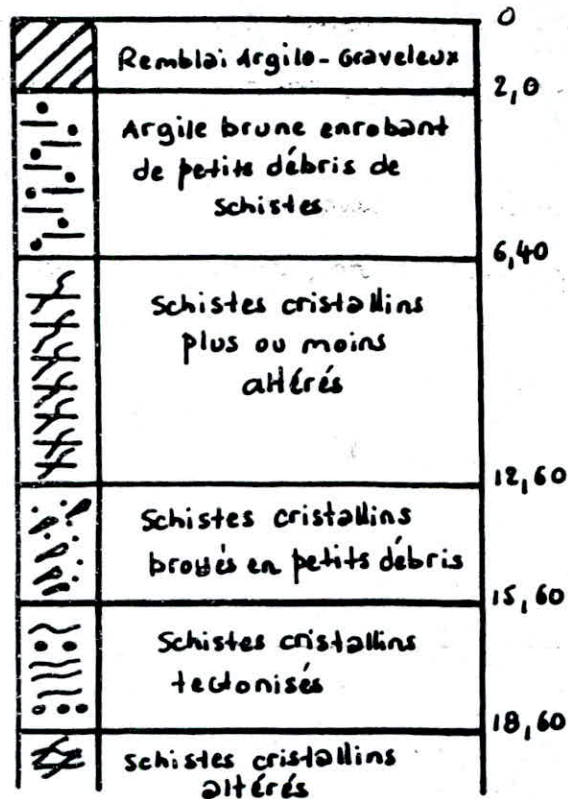 0
Remblai Argilo-Graveleux
2,0
Argile brune enrobant
de petits débris de
schistes
6,40
Schistes cristallins
plus ou moins
altérés
12,60
Schistes cristallins
broyés en petits débris
15,60
Schistes cristallins
tectonisés
18,60
Schistes cristallins
altérés